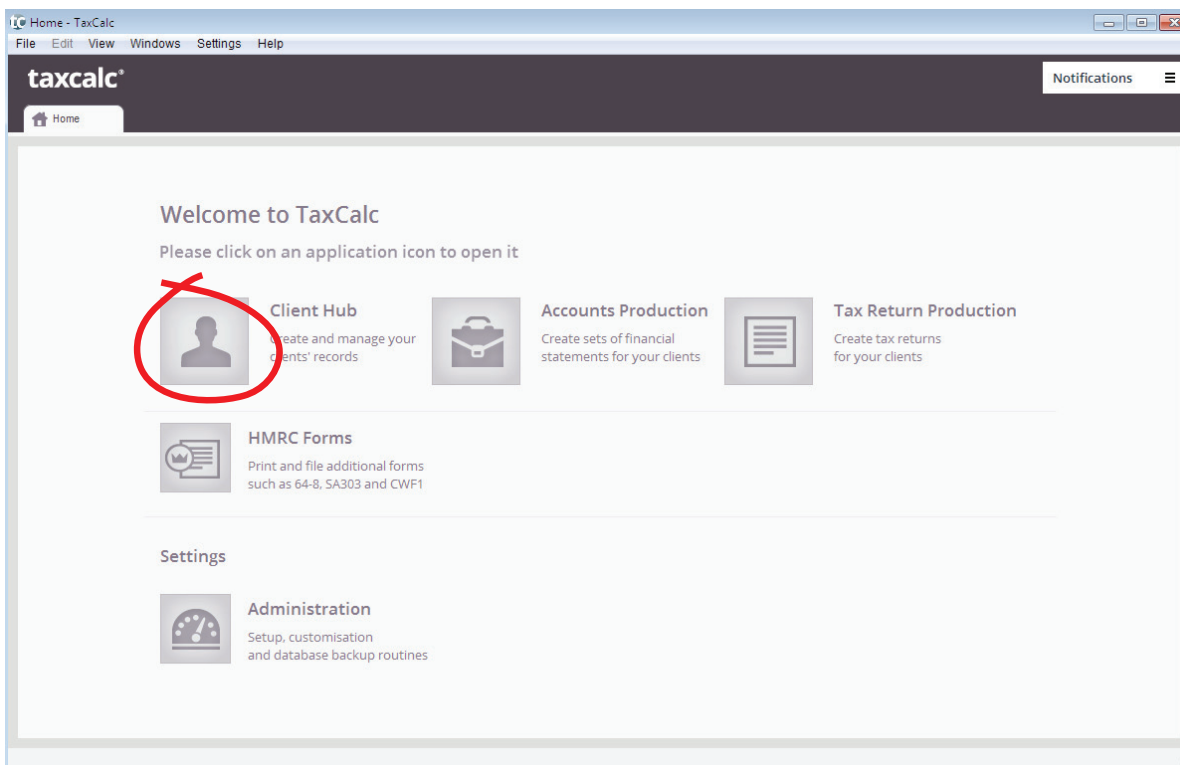 Home - TaxCalc
File Edit View Windows Settings Help
taxcalc®
Notifications
Home
Welcome to TaxCalc
Please click on an application icon to open it
Client Hub
Create and manage your
clients' records
Accounts Production
Create sets of financial
statements for your clients
Tax Return Production
Create tax returns
for your clients
HMRC Forms
Print and file additional forms
such as 64-8, SA303 and CWF1
Settings
Administration
Setup, customisation
and database backup routines